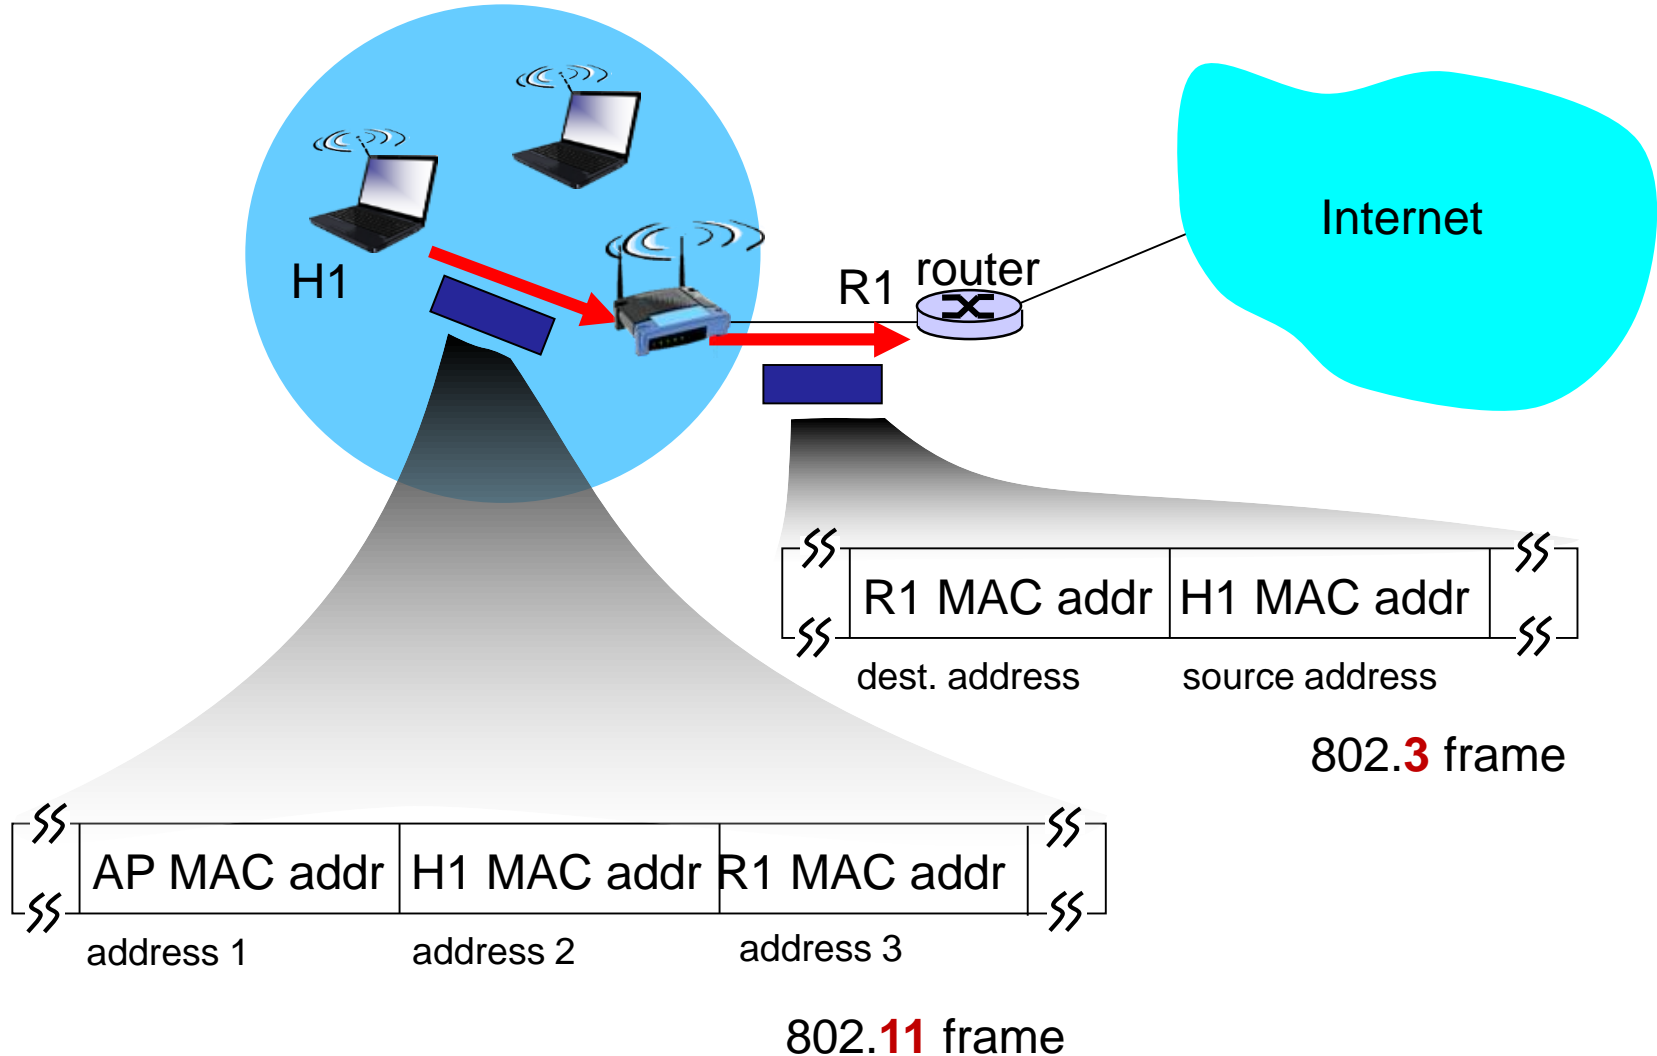 Internet
router
R1
H1
R1 MAC addr H1 MAC addr
dest. address source address
802.3 frame
AP MAC addr H1 MAC addr R1 MAC addr
address 1 address 2 address 3
802.11 frame